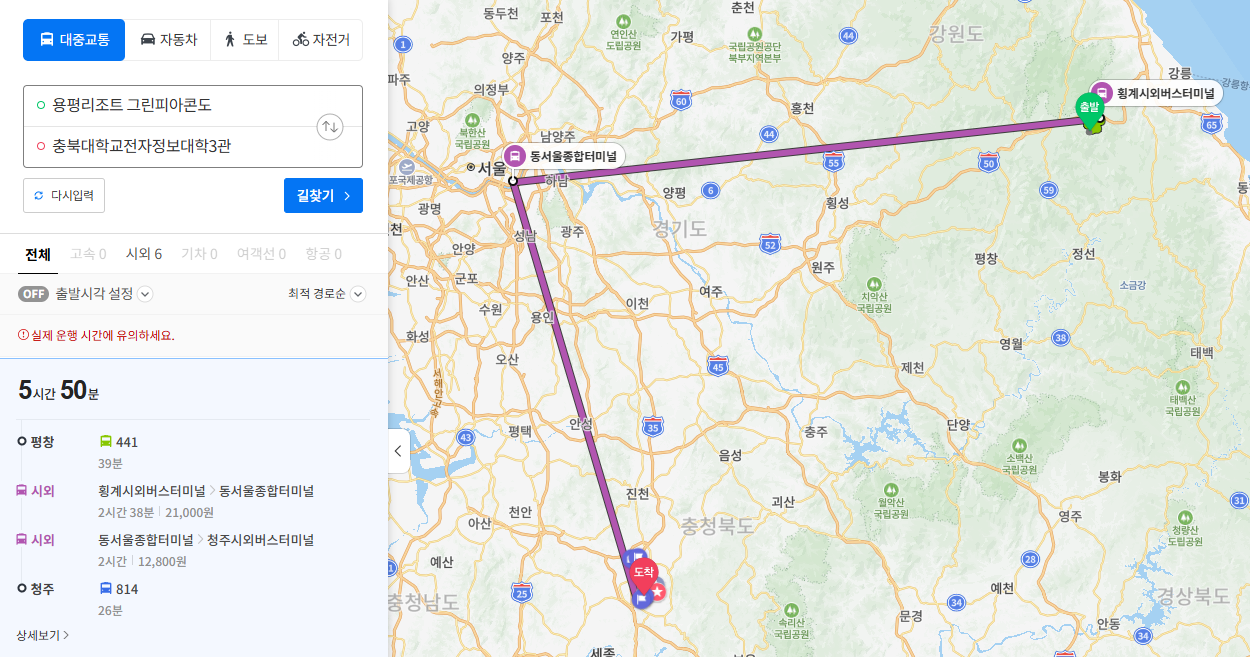 대중교통
자동차
도보
자전거
용평리조트 그린피아콘도
충북대학교전자정보대학3관
다시입력
길찾기
전체
고속 0
시외 6
기차 0
여객선 0
항공 0
OFF 출발시각 설정
최적 경로순
실제 운행 시간에 유의하세요.
5시간 50분
평창
441
39분
시외
횡계시외버스터미널 > 동서울종합터미널
2시간 38분 | 21,000원
시외
동서울종합터미널 > 청주시외버스터미널
2시간 | 12,800원
청주
814
26분
상세보기 >
동두천
포천
춘천
연인산
도립공원
가평
국립공원공단
북부지역본부
44
강원도
1
양주
파주
의정부
60
홍천
강릉
강릉항
횡계시외버스터미널
출발
65
고양
북한산
국립공원
남양주
44
동서울종합터미널
55
50
서울
포국제공항
하남
양평
6
59
동
광명
횡성
천
성남
광주
경기도
52
안양
원주
평창
정선
안산
군포
치악산
국립공원
소금강
수원
용인
이천
여주
화성
영월
38
오산
45
제천
태백
서해안고속
태백산
국립공원
43
평택
안성
35
충주
단양
음성
소백산
국립공원
봉화
진천
괴산
월악산
국립공원
31
천안
아산
충청북도
영주
청량산
도립공원
예산
도착
28
1
충청남도
25
예천
34
경상북도
속리산
국립공원
문경
안동
34
세종